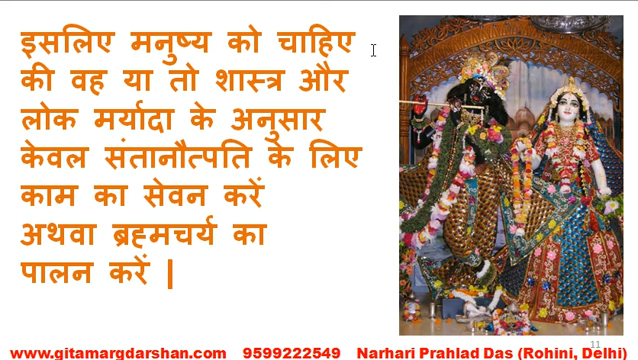 इसलिए मनुष्य को चाहिए
की वह या तो शास्त्र और
लोक मर्यादा के अनुसार
केवल संतानौत्पति के लिए
काम का सेवन करें
अथवा ब्रह्मचर्य का
पालन करें |
11
www.gitamargdarshan.com 9599222549 Narhari Prahlad Das (Rohini, Delhi)